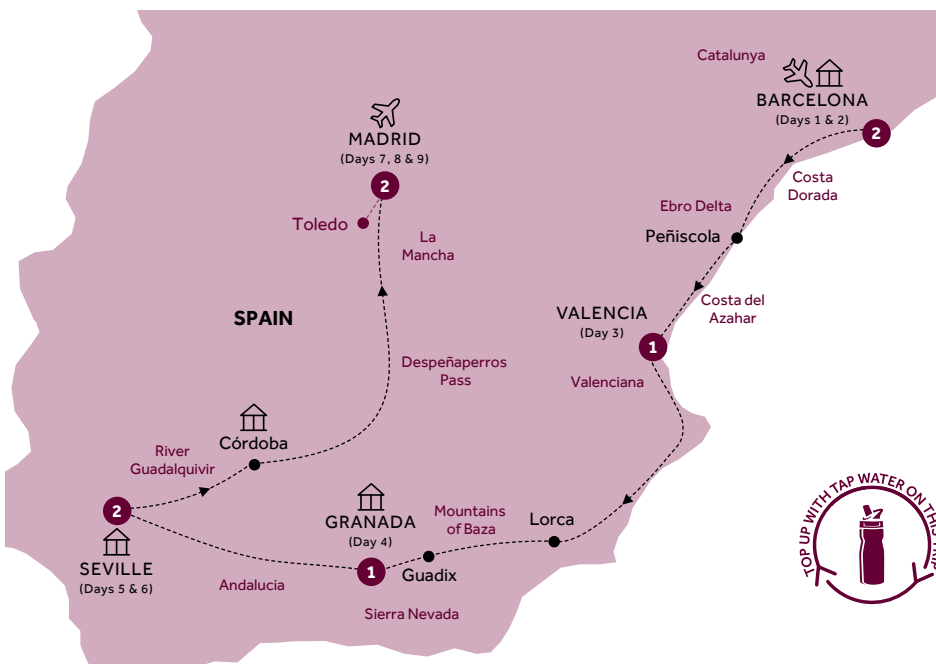 Catalunya
BARCELONA
(Days 1 & 2)
2
MADRID
(Days 7, 8 & 9)
2
Costa
Dorada
Toledo
Ebro Delta
Peñiscola
La
Mancha
SPAIN
VALENCIA
(Day 3)
1
Costa del
Azahar
Valenciana
Despeñaperros
Pass
Córdoba
River
Guadalquivir
2
SEVILLE
(Days 5 & 6)
GRANADA
(Day 4)
1
Mountains
of Baza
Lorca
Guadix
Andalucia
Sierra Nevada
TOP UP WITH TAP WATER ON THIS TRIP